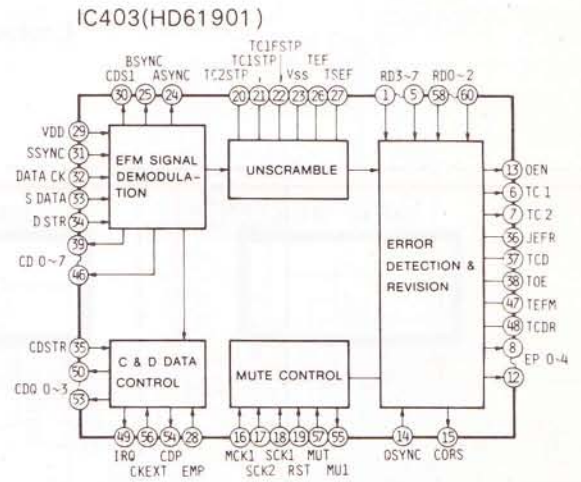 IC403(HD61901)
TC1FSTP
BSYNC TC1STP TEF
CDS1 ASYNC TC2STP Vss TSEF RD3~7 RD0~2
30 25 24 20 21 22 23 26 27 1 5 58 60
VDD 29
SSYNC 31
DATA CK 32
S DATA 33
D STR 34
39
CD 0~7
46
EFM SIGNAL
DEMODULA-
TION
UNSCRAMBLE
ERROR
DETECTION &
REVISION
13 OEN
6 TC 1
7 TC 2
36 JEFR
37 TCD
38 TOE
47 TEFM
48 TCDR
8 EP 0~4
12
CDSTR 35
50
CDQ 0~3
53
C & D DATA
CONTROL
MUTE CONTROL
49 56 54 28 16 17 18 19 57 55 14 15
IRQ CDP MCK1 SCK1 MUT OSYNC CORS
CKEXT EMP SCK2 RST MU1